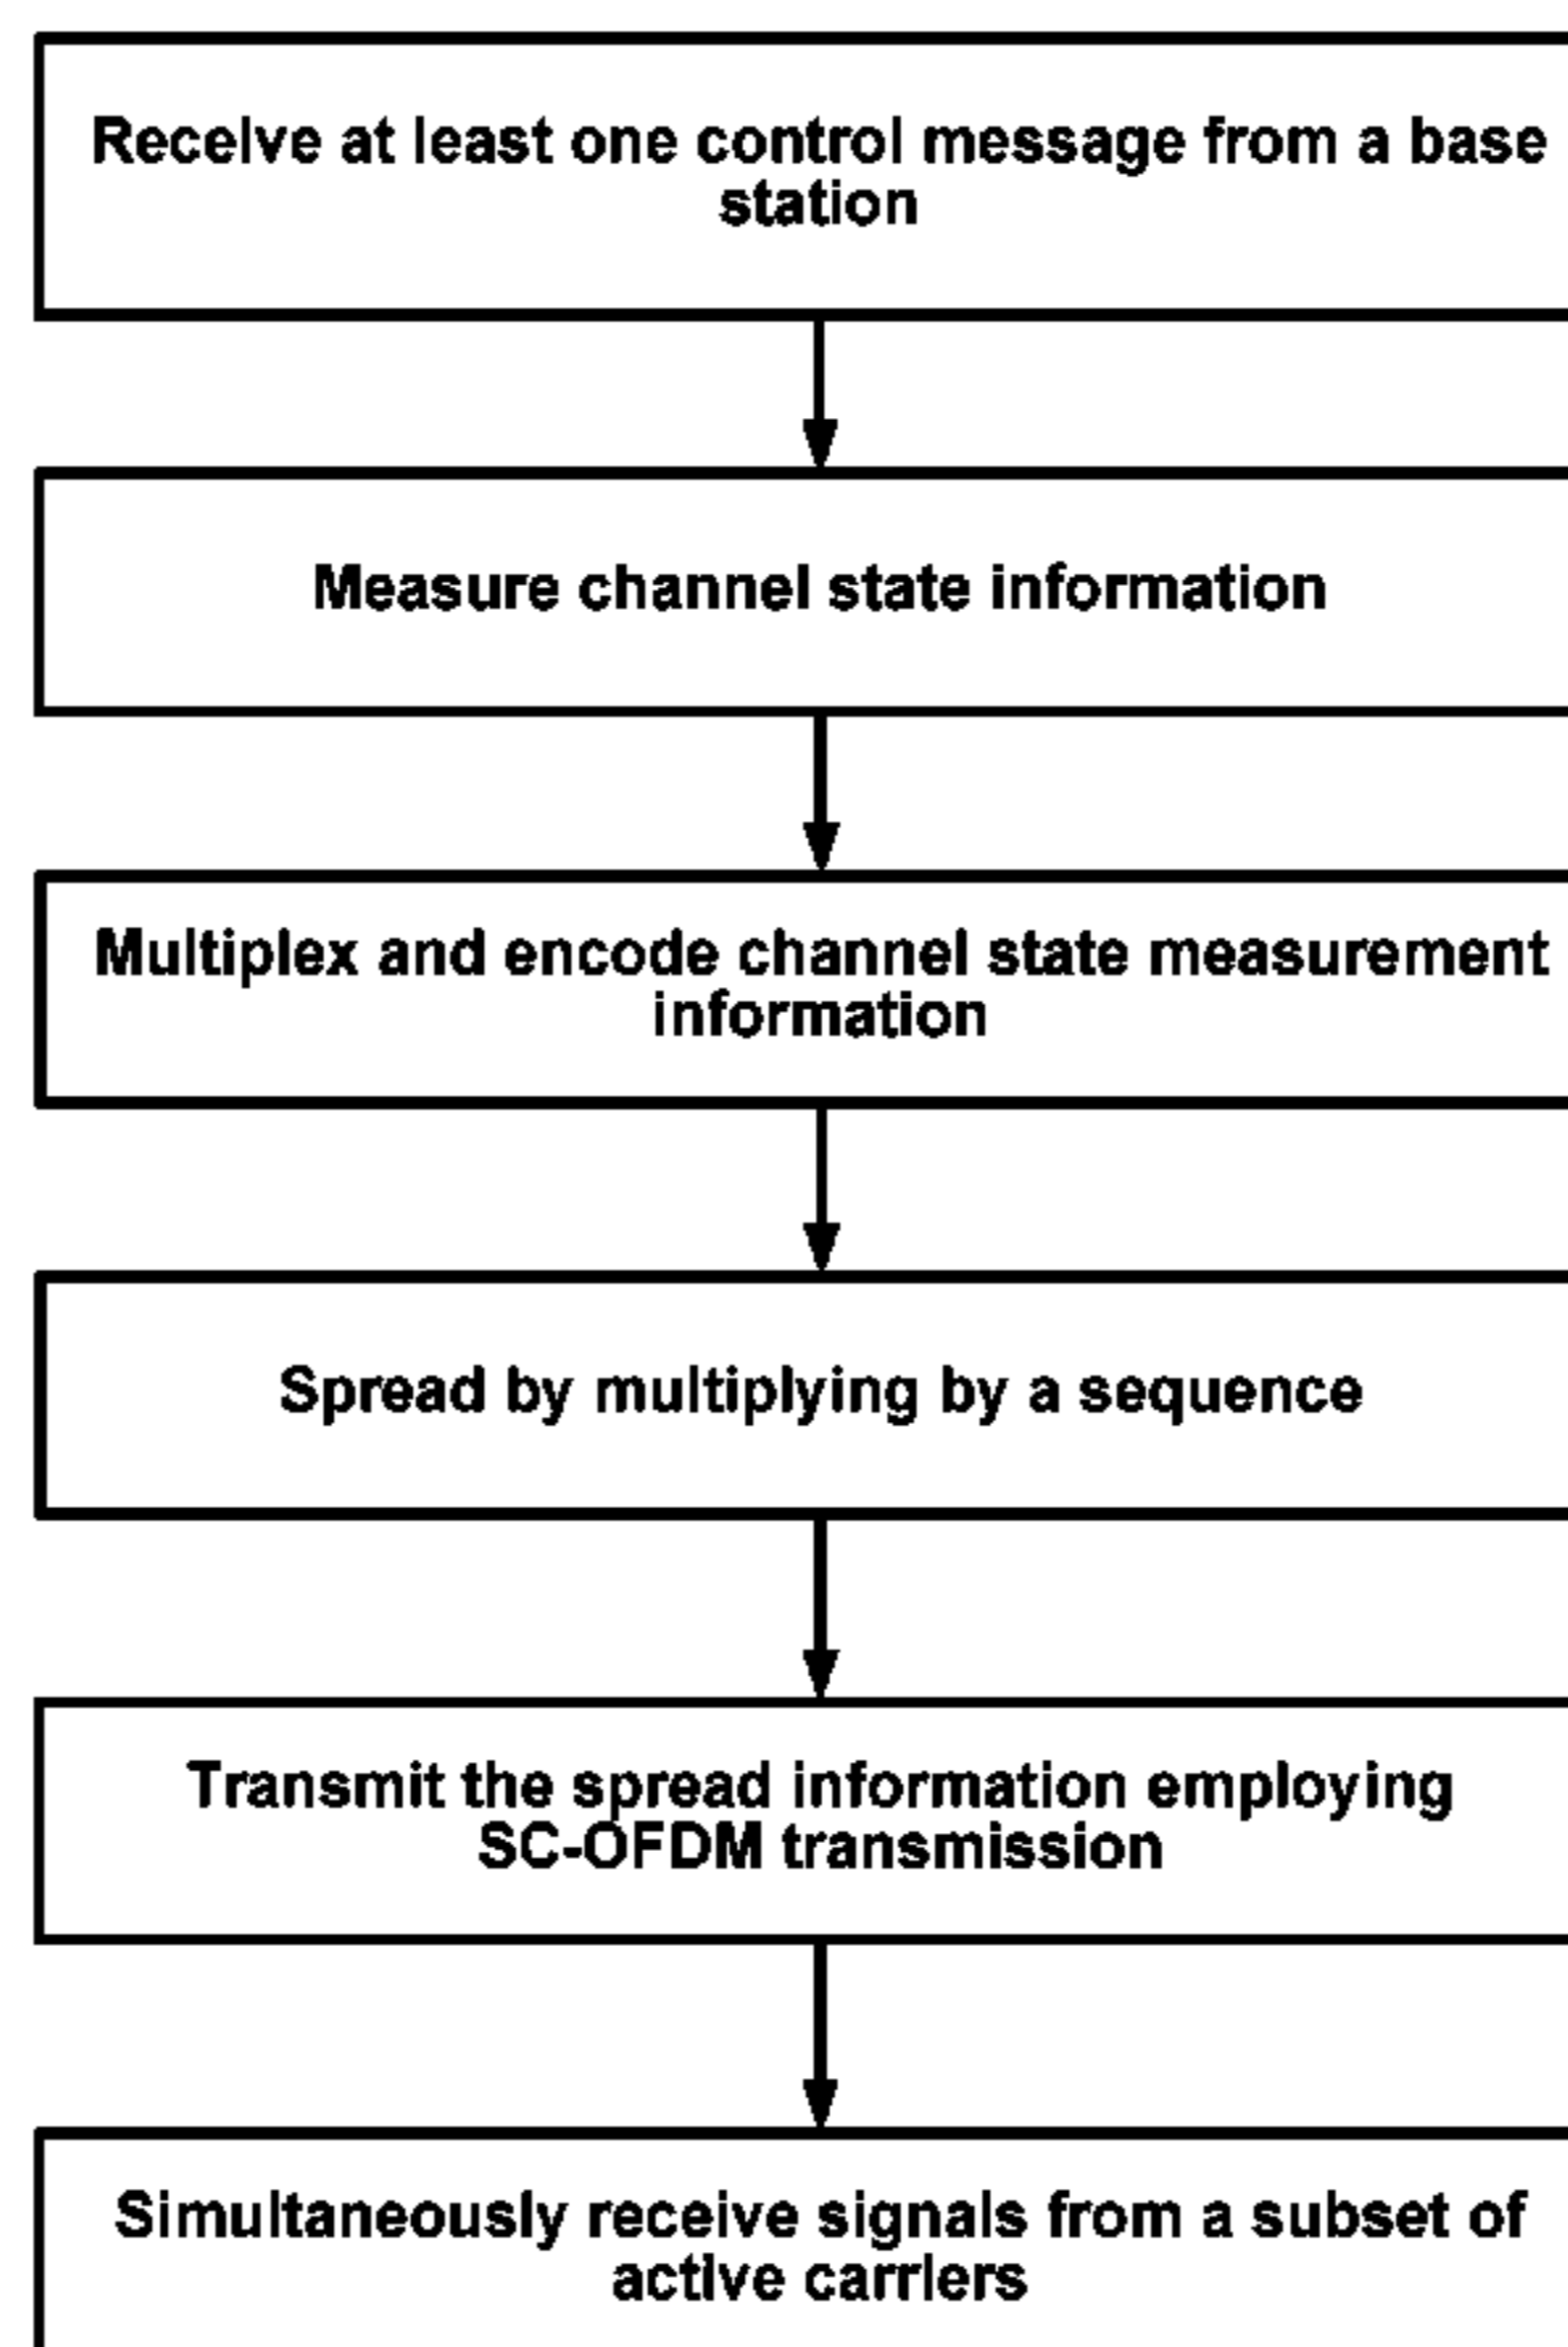 Receive at least one control message from a base
station
Measure channel state information
Multiplex and encode channel state measurement
information
Spread by multiplying by a sequence
Transmit the spread information employing
SC-OFDM transmission
Simultaneously receive signals from a subset of
active carriers